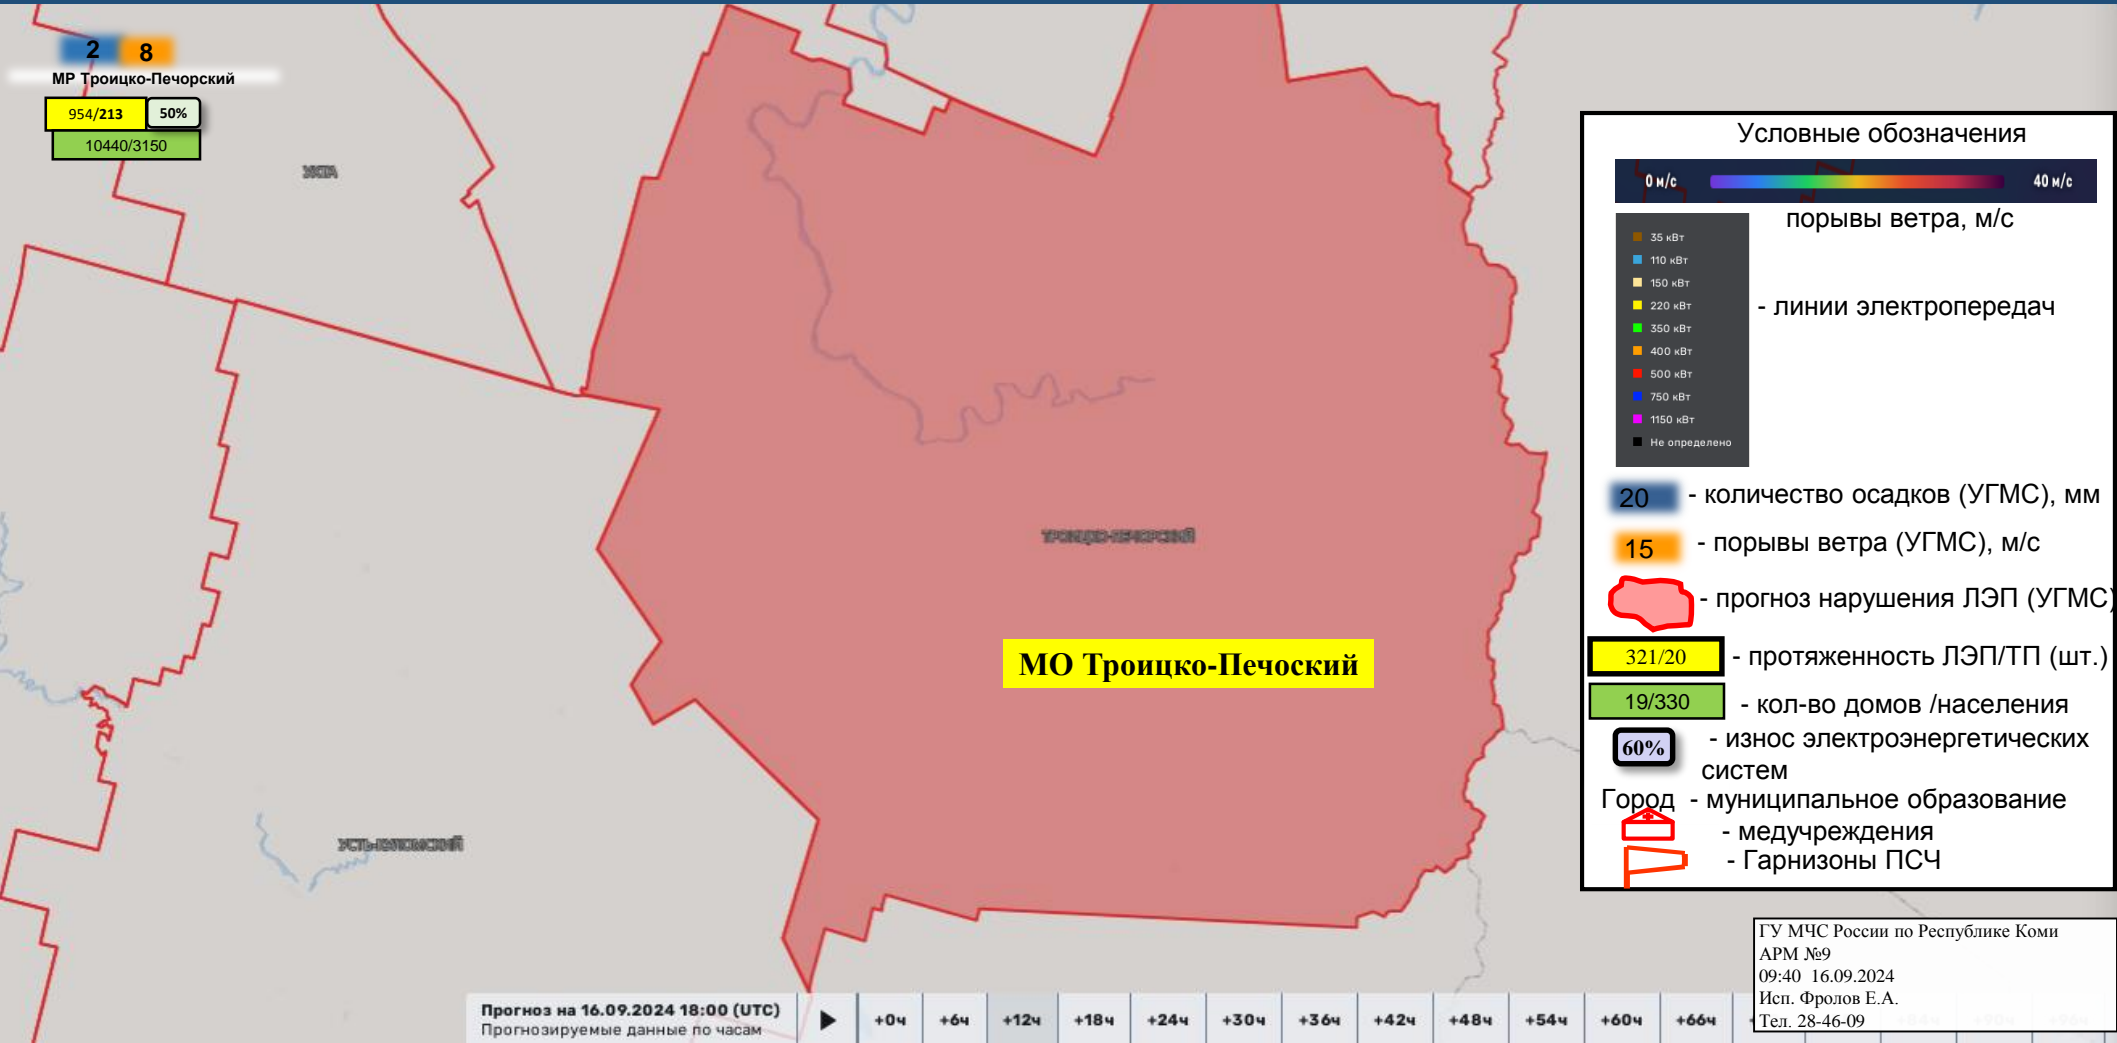 2 8
МР Троицко-Печорский
954/213 50%
10440/3150
УХТА
ТРОИЦКО-ПЕЧОРСКИЙ
МО Троицко-Печоский
УСТЬ-КУЛОМСКИЙ
Условные обозначения
0 м/с 40 м/с
порывы ветра, м/с
35 кВт
110 кВт
150 кВт
220 кВт
350 кВт
400 кВт
500 кВт
750 кВт
1150 кВт
Не определено
- линии электропередач
20 - количество осадков (УГМС), мм
15 - порывы ветра (УГМС), м/с
- прогноз нарушения ЛЭП (УГМС)
321/20 - протяженность ЛЭП/ТП (шт.)
19/330 - кол-во домов /населения
60% - износ электроэнергетических
систем
Город - муниципальное образование
- медучреждения
- Гарнизоны ПСЧ
ГУ МЧС России по Республике Коми
АРМ №9
09:40 16.09.2024
Исп. Фролов Е.А.
Тел. 28-46-09
Прогноз на 16.09.2024 18:00 (UTC)
Прогнозируемые данные по часам
+0ч +6ч +12ч +18ч +24ч +30ч +36ч +42ч +48ч +54ч +60ч +66ч